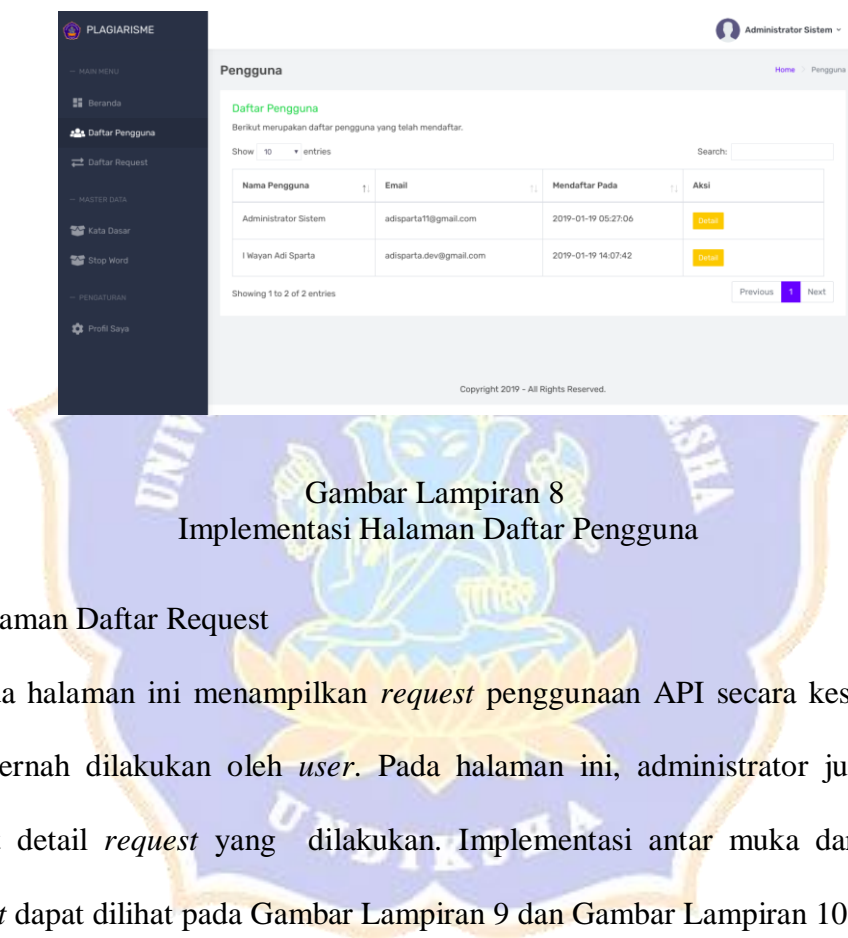 PLAGIARISME
Administrator Sistem
MAIN MENU
Beranda
Daftar Pengguna
Daftar Request
MASTER DATA
Kata Dasar
Stop Word
PENGATURAN
Profil Saya
Pengguna
Home > Pengguna
Daftar Pengguna
Berikut merupakan daftar pengguna yang telah mendaftar.
Show 10 entries
Search:
Nama Pengguna Email Mendaftar Pada Aksi
Administrator Sistem adisparta11@gmail.com 2019-01-19 05:27:06 Detail
I Wayan Adi Sparta adisparta.dev@gmail.com 2019-01-19 14:07:42 Detail
Showing 1 to 2 of 2 entries
Previous 1 Next
Copyright 2019 - All Rights Reserved.
Gambar Lampiran 8
Implementasi Halaman Daftar Pengguna
aman Daftar Request
a halaman ini menampilkan request penggunaan API secara kes
ernah dilakukan oleh user. Pada halaman ini, administrator ju
detail request yang dilakukan. Implementasi antar muka dar
t dapat dilihat pada Gambar Lampiran 9 dan Gambar Lampiran 10
UNDIKSHA